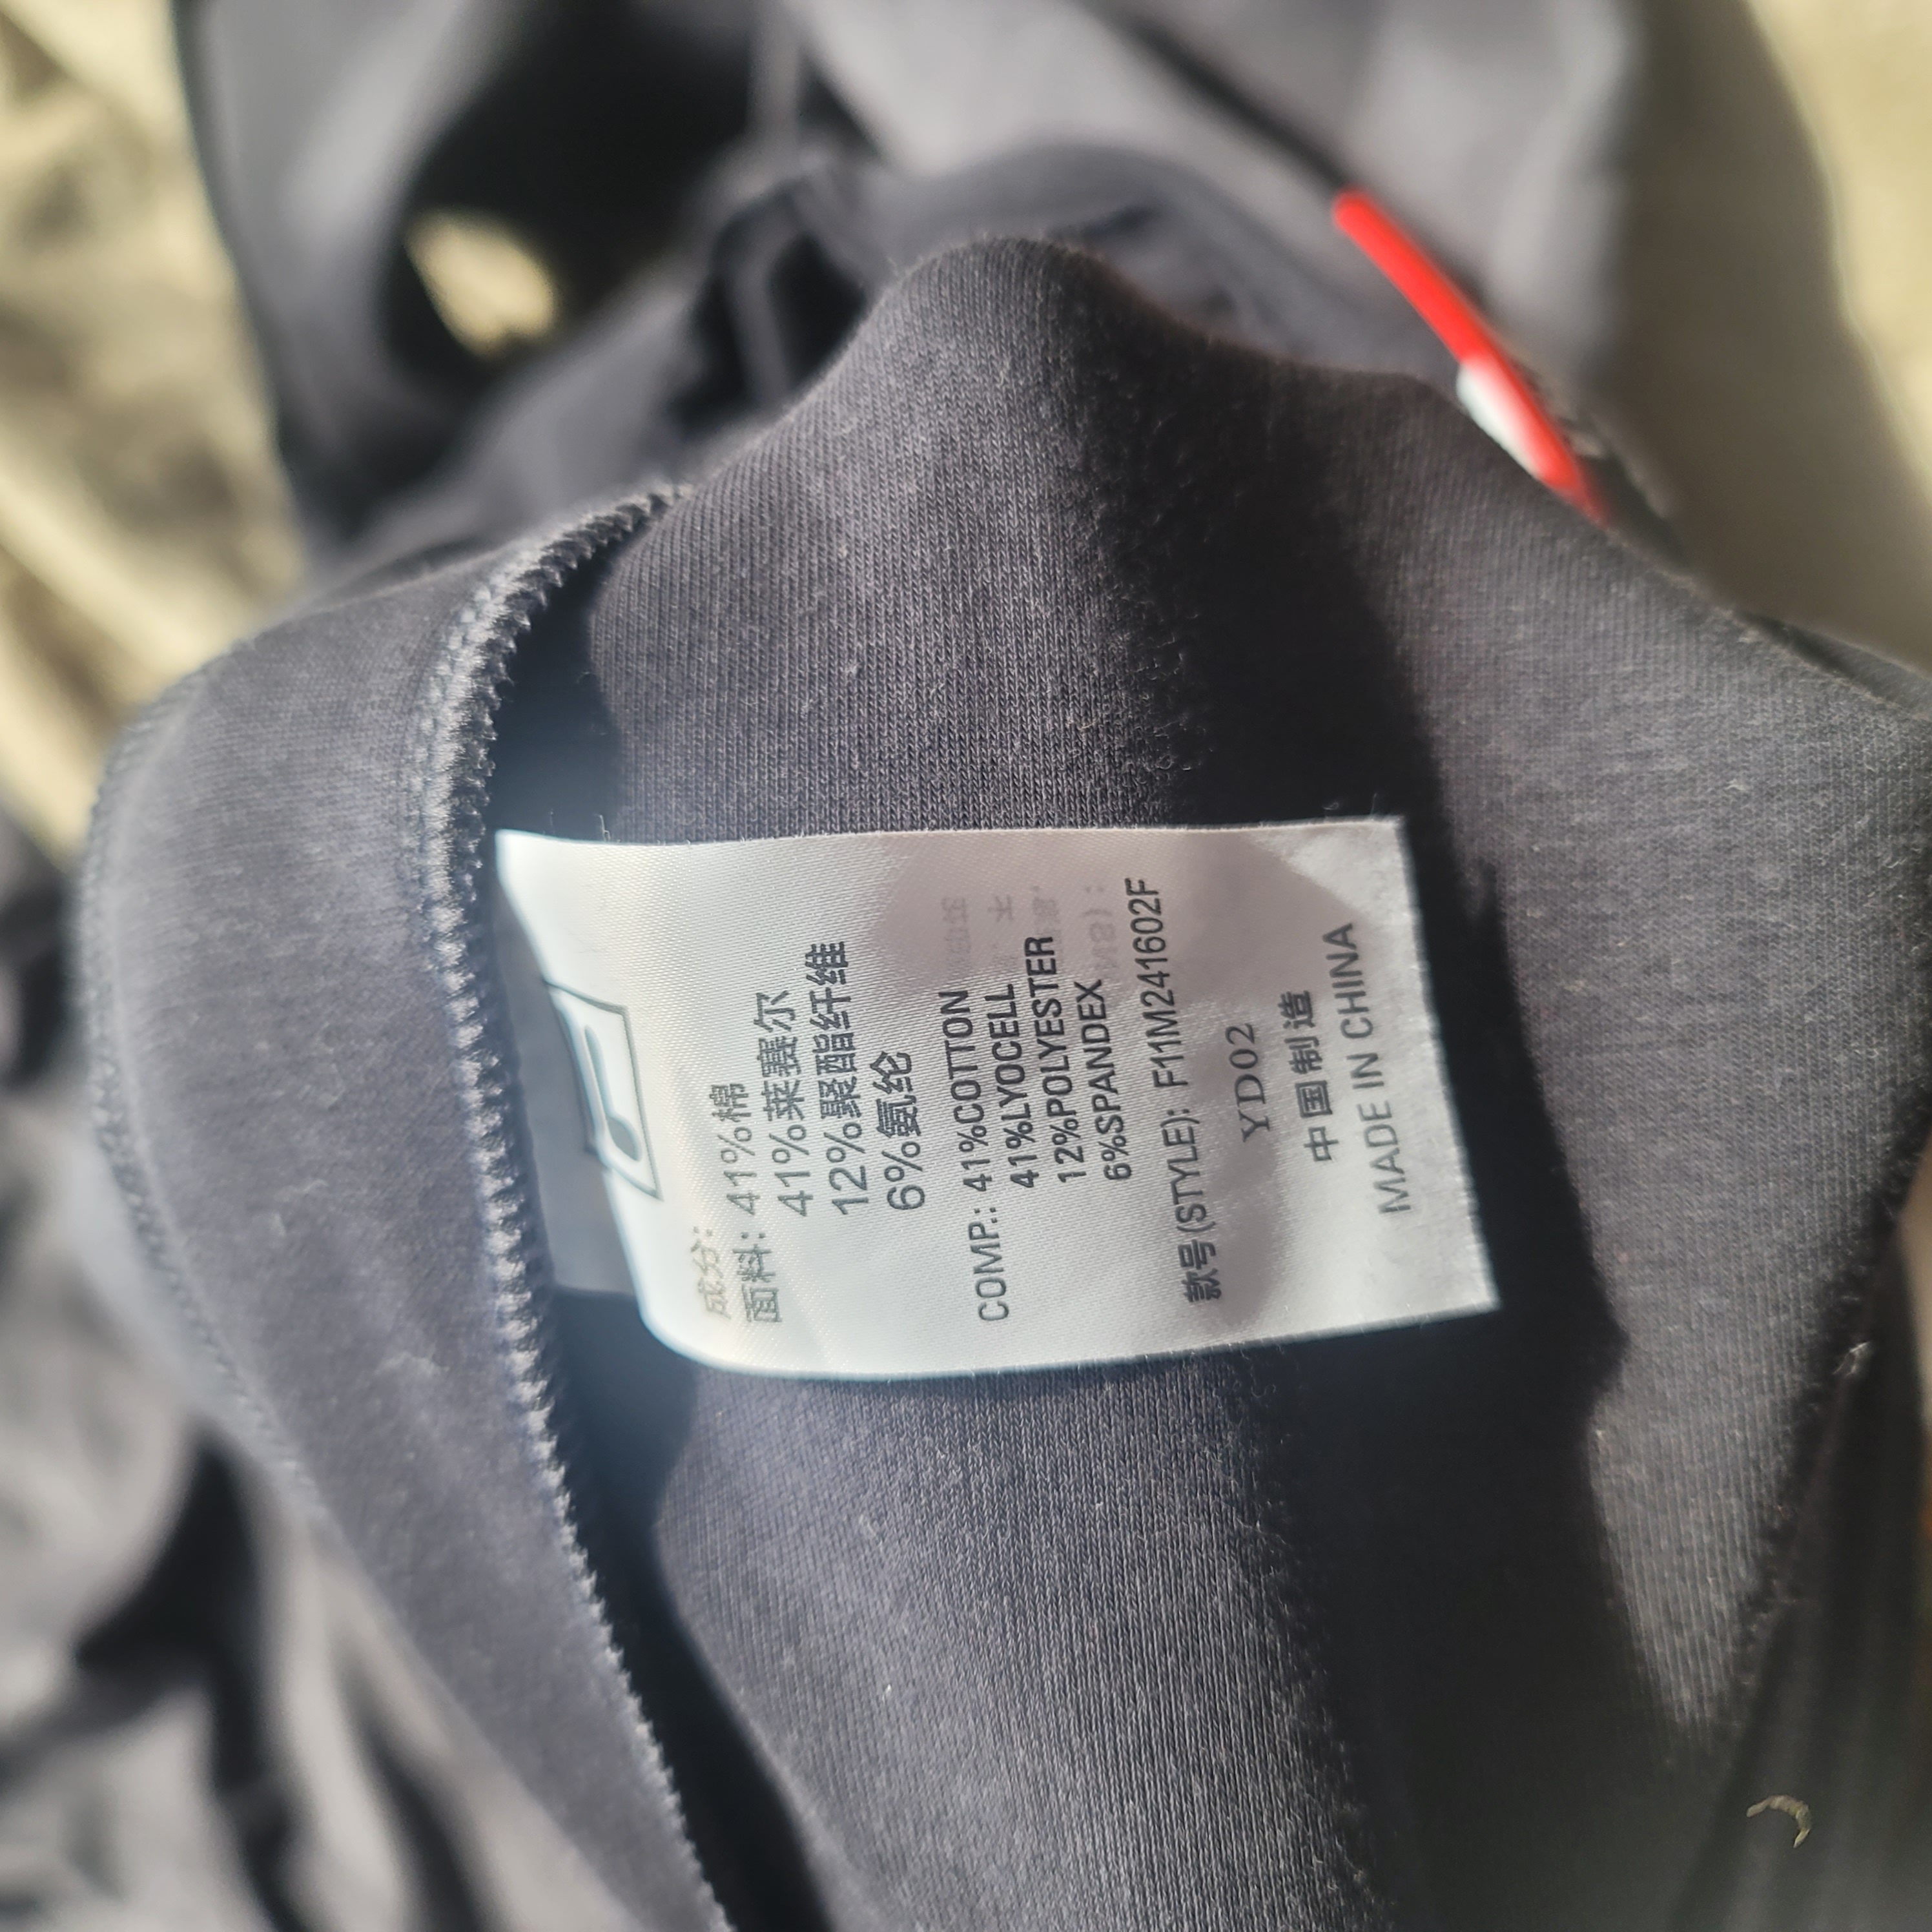 成分:
面料: 41%棉
41%莱赛尔
12%聚酯纤维
6%氨纶
COMP.: 41%COTTON
41%LYOCELL
12%POLYESTER
6%SPANDEX
款号(STYLE): F11M241602F
YD02
中国制造
MADE IN CHINA